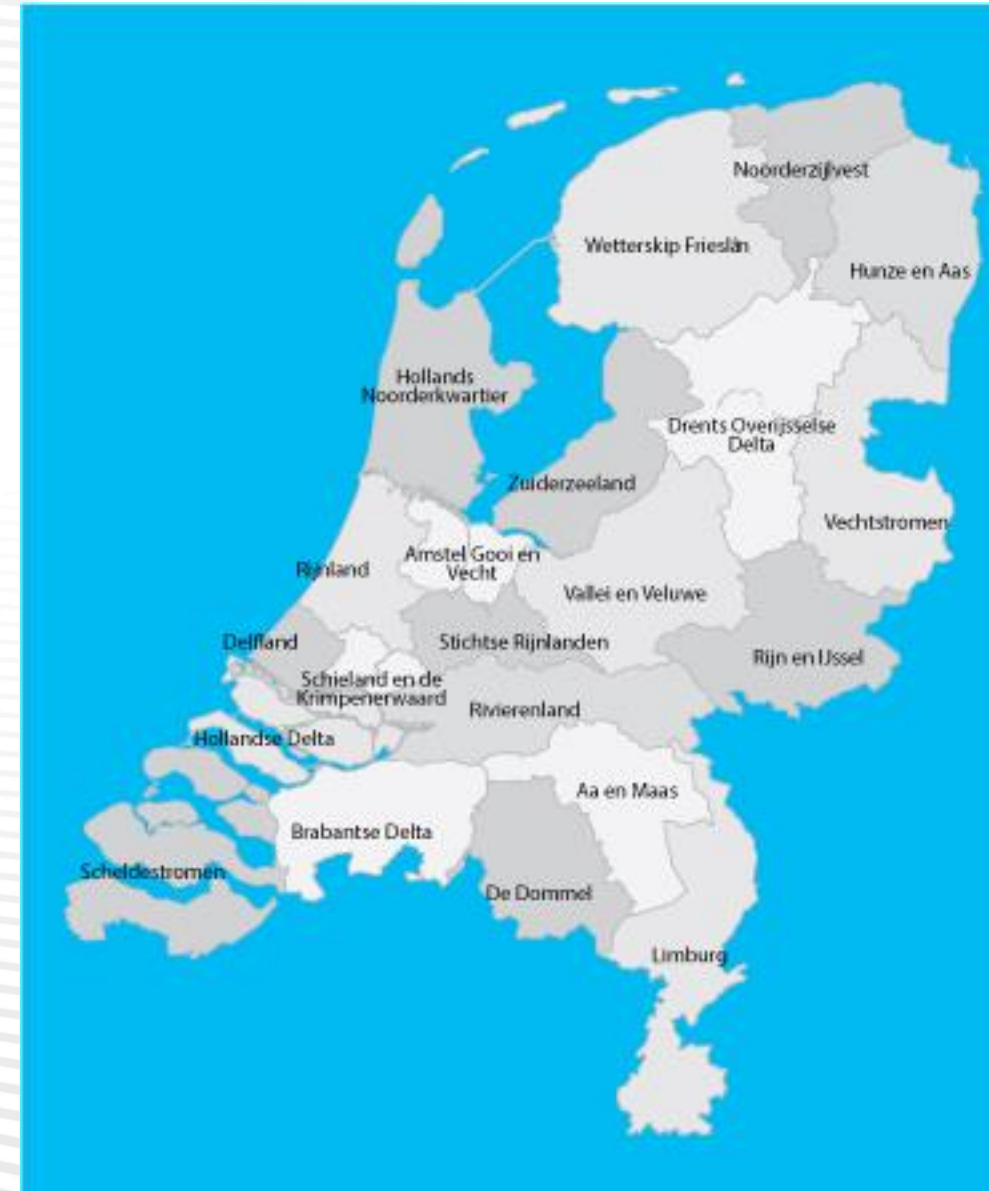 Noorderzijlvest
Wetterskip Frieslân
Hunze en Aas
Hollands
Noorderkwartier
Drents Overijsselse
Delta
Zuiderzeeland
Vechtstromen
Amstel Gooi en
Vecht
Rijnland
Vallei en Veluwe
Delfland
Stichtse Rijnlanden
Rijn en IJssel
Schieland en de
Krimpenerwaard
Rivierenland
Hollandse Delta
Aa en Maas
Brabantse Delta
Scheldestromen
De Dommel
Limburg